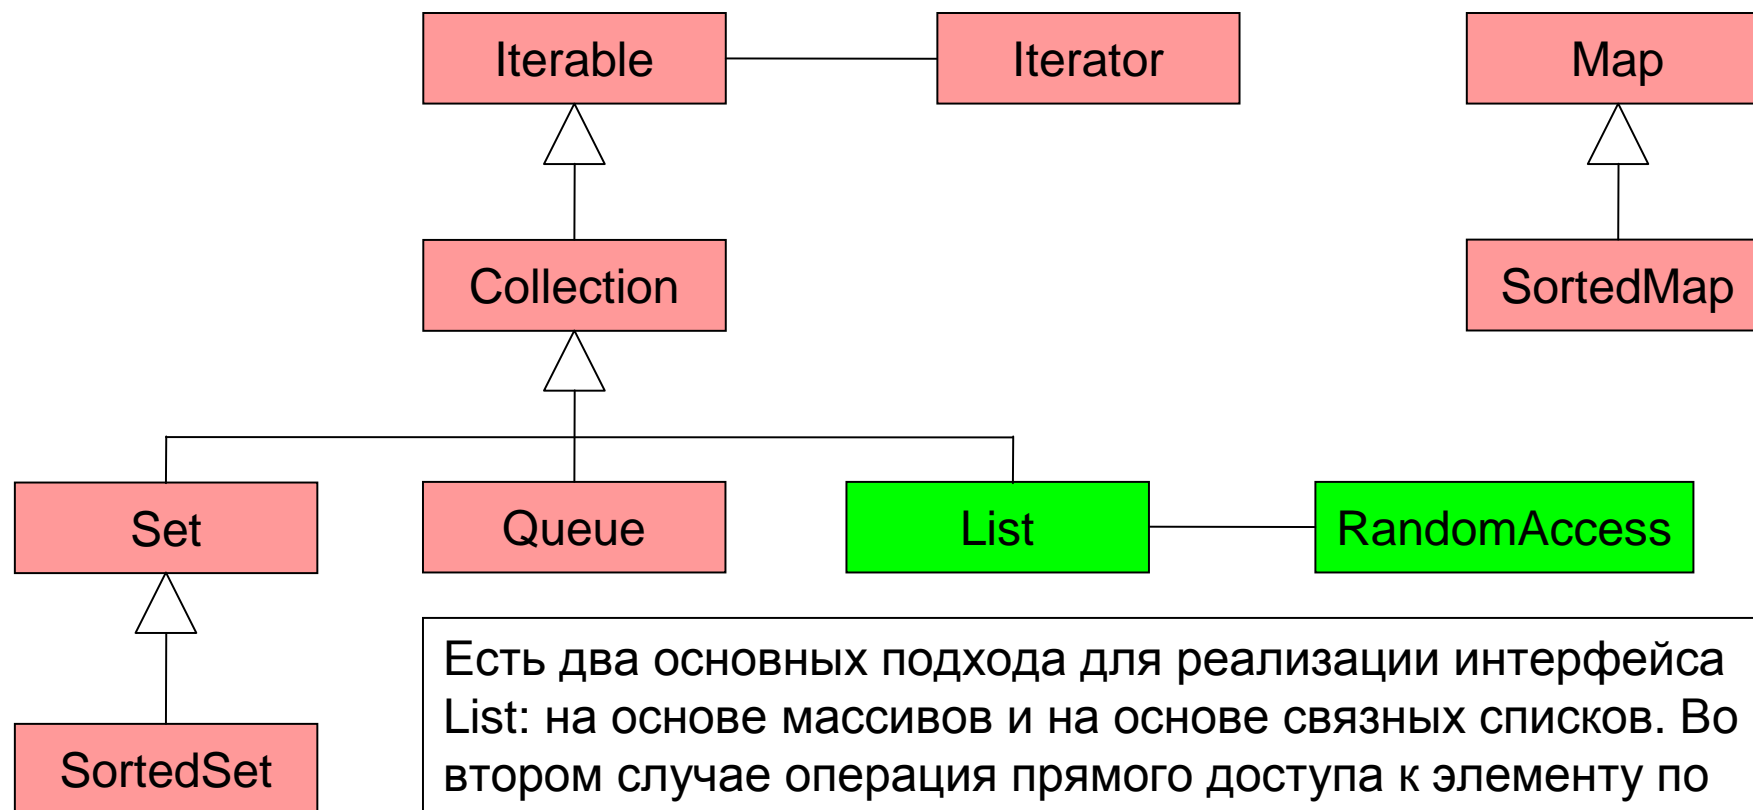 Iterable
Iterator
Map
Collection
SortedMap
Set
Queue
List
RandomAccess
SortedSet
Есть два основных подхода для реализации интерфейса
List: на основе массивов и на основе связных списков. Во
втором случае операция прямого доступа к элементу по